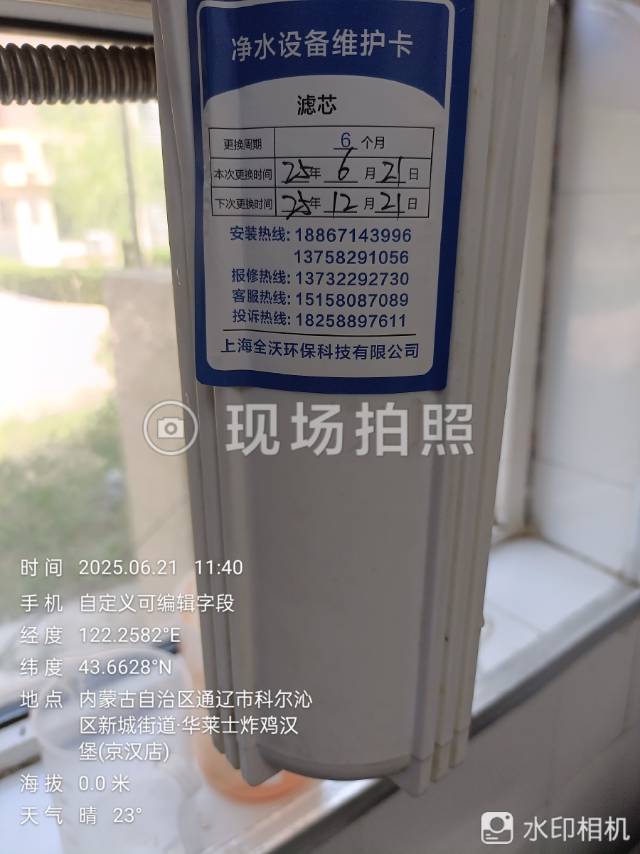 净水设备维护卡
滤芯
更换周期 6 个月
本次更换时间 25年 6 月 21 日
下次更换时间 25年 12 月 21 日
安装热线: 18867143996
13758291056
报修热线: 13732292730
客服热线: 15158087089
投诉热线: 18258897611
上海全沃环保科技有限公司
现场拍照
时间 2025.06.21 11:40
手机 自定义可编辑字段
经度 122.2582°E
纬度 43.6628°N
地点 内蒙古自治区通辽市科尔沁
区新城街道·华莱士炸鸡汉
堡(京汉店)
海拔 0.0 米
天气 晴 23°
水印相机